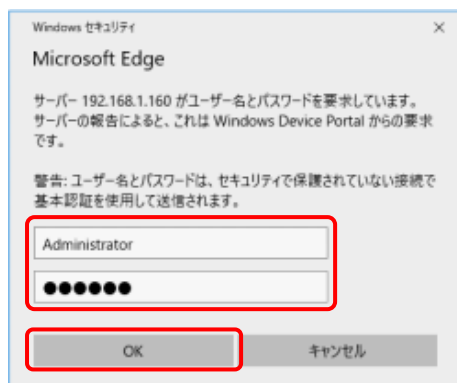 Windows セキュリティ
Microsoft Edge
サーバー 192.168.1.160 がユーザー名とパスワードを要求しています。
サーバーの報告によると、これは Windows Device Portal からの要求
です。
警告: ユーザー名とパスワードは、セキュリティで保護されていない接続で
基本認証を使用して送信されます。
Administrator
●●●●●●
OK
キャンセル